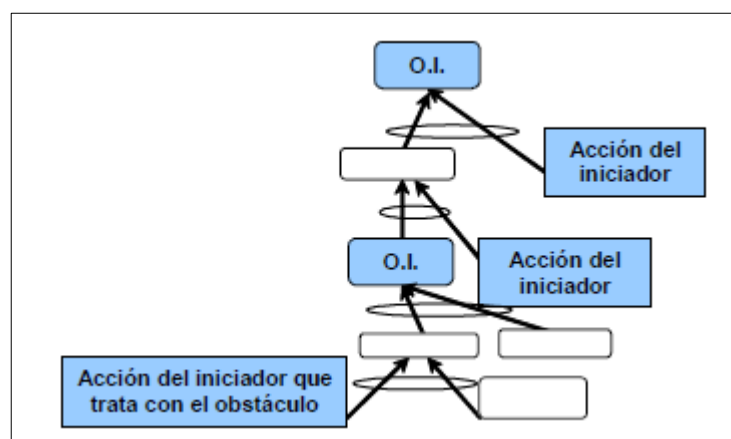 O.I.
Acción del
iniciador
O.I.
Acción del
iniciador
Acción del iniciador que
trata con el obstáculo